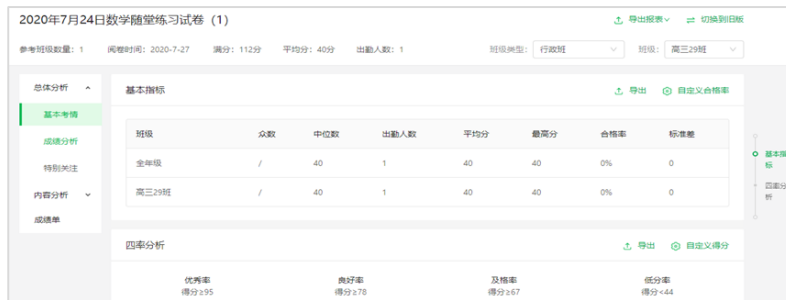 2020年7月24日数学随堂练习试卷（1） 导出报表 切换到旧版
参考班级数量：1 阅卷时间：2020-7-27 满分：112分 平均分：40分 出勤人数：1 班级类型： 行政班 班级： 高三29班
总体分析
基本考情
成绩分析
特别关注
内容分析
成绩单
基本指标 导出 自定义合格率
班级 众数 中位数 出勤人数 平均分 最高分 合格率 标准差
全年级 / 40 1 40 40 0% 0
高三29班 / 40 1 40 40 0% 0
四率分析 导出 自定义得分
优秀率 良好率 及格率 低分率
得分≥95 得分≥78 得分≥67 得分<44
基本指
标
四率分
析